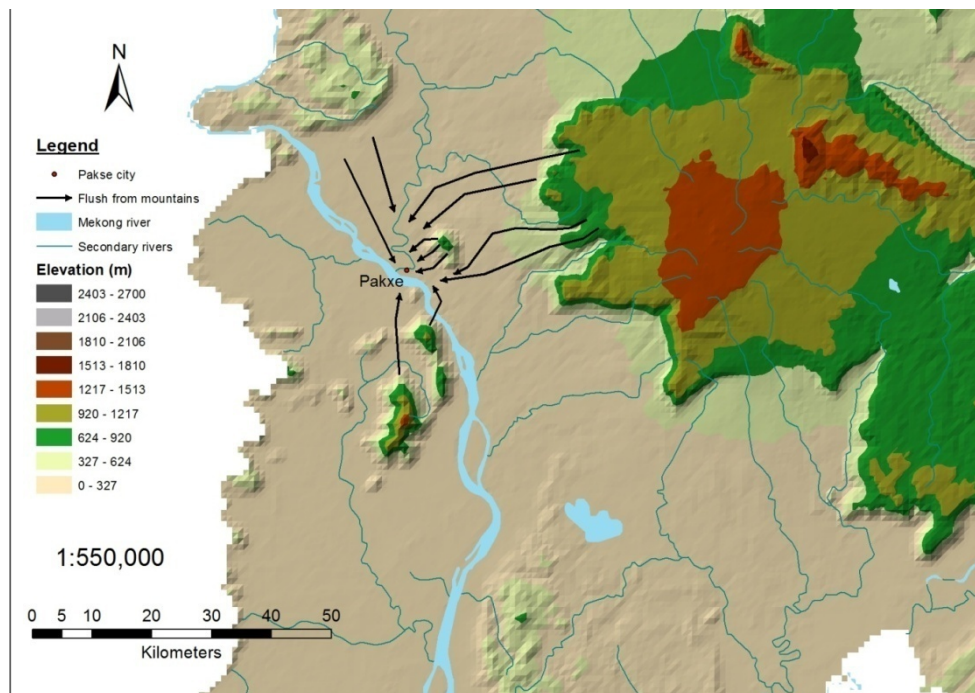 N
Legend
Pakse city
Flush from mountains
Mekong river
Secondary rivers
Elevation (m)
2403 - 2700
2106 - 2403
1810 - 2106
1513 - 1810
1217 - 1513
920 - 1217
624 - 920
327 - 624
0 - 327
Pakxe
1:550,000
0 5 10 20 30 40 50
Kilometers